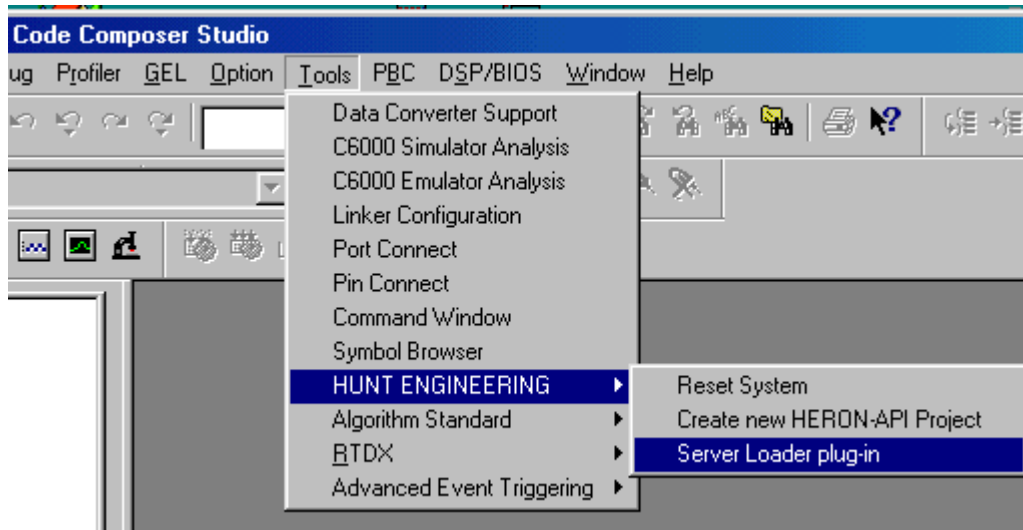 Code Composer Studio
ug Profiler GEL Option Tools PBC DSP/BIOS Window Help
Data Converter Support
C6000 Simulator Analysis
C6000 Emulator Analysis
Linker Configuration
Port Connect
Pin Connect
Command Window
Symbol Browser
HUNT ENGINEERING
Reset System
Algorithm Standard
Create new HERON-API Project
RTDX
Server Loader plug-in
Advanced Event Triggering